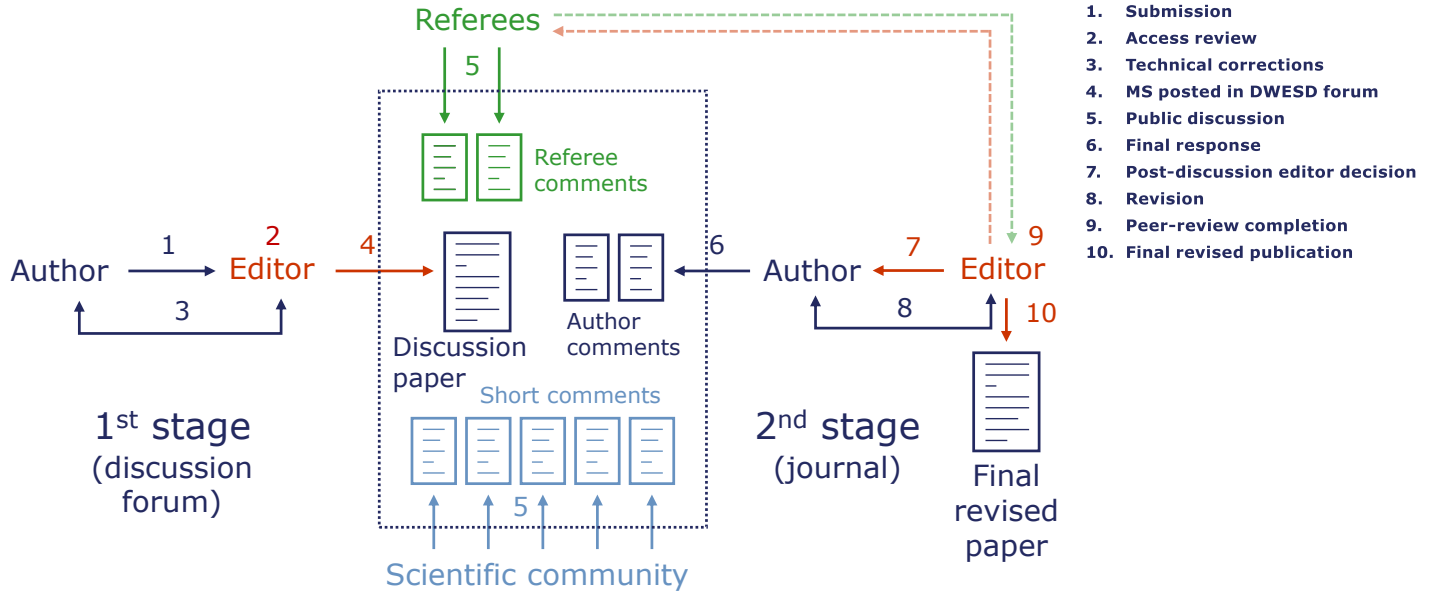 Referees
5
Referee
comments
1
2
4
6
7
9
Author
Editor
Author
Editor
3
8
10
Discussion
paper
Author
comments
Short comments
1st stage
(discussion
forum)
2nd stage
(journal)
Final
revised
paper
5
Scientific community
1. Submission
2. Access review
3. Technical corrections
4. MS posted in DWESD forum
5. Public discussion
6. Final response
7. Post-discussion editor decision
8. Revision
9. Peer-review completion
10. Final revised publication